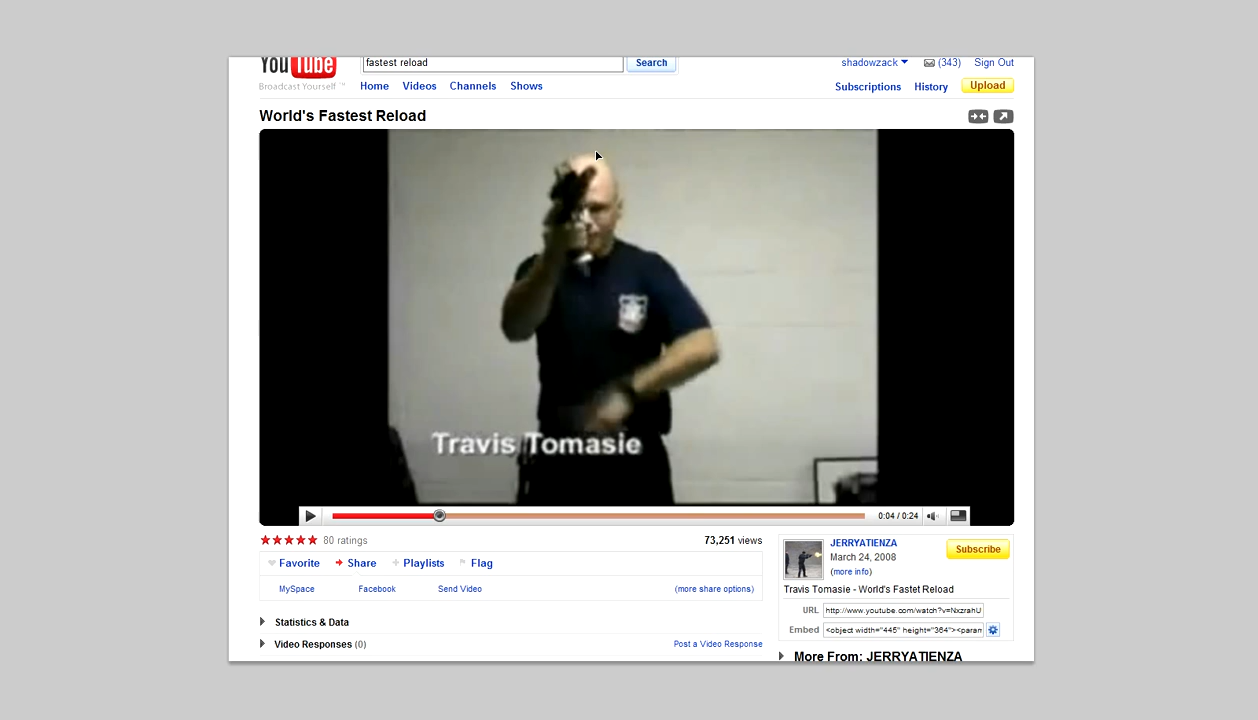 YouTube
fastest reload
Search
shadowzack
(343)
Sign Out
Broadcast Yourself ™
Home
Videos
Channels
Shows
Subscriptions
History
Upload
World's Fastest Reload
Travis Tomasie
0:04 / 0:24
80 ratings
73,251 views
Favorite
Share
Playlists
Flag
MySpace
Facebook
Send Video
(more share options)
Statistics & Data
Video Responses (0)
Post a Video Response
JERRYATIENZA
March 24, 2008
(more info)
Subscribe
Travis Tomasie - World's Fastet Reload
URL
http://www.youtube.com/watch?v=NxzrahU
Embed
<object width="445" height="364"><param
More From: JERRYATIENZA